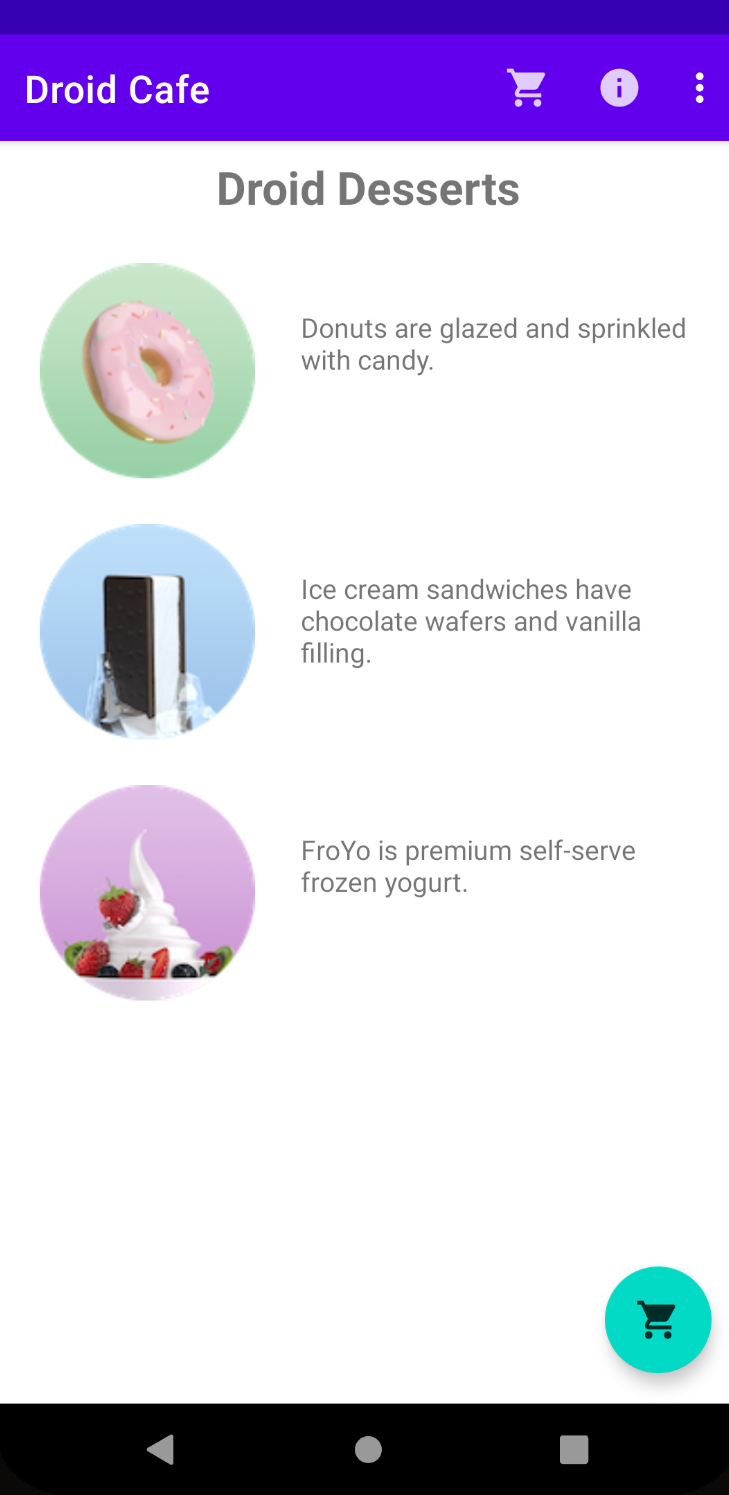 Droid Cafe
Droid Desserts
Donuts are glazed and sprinkled
with candy.
Ice cream sandwiches have
chocolate wafers and vanilla
filling.
FroYo is premium self-serve
frozen yogurt.